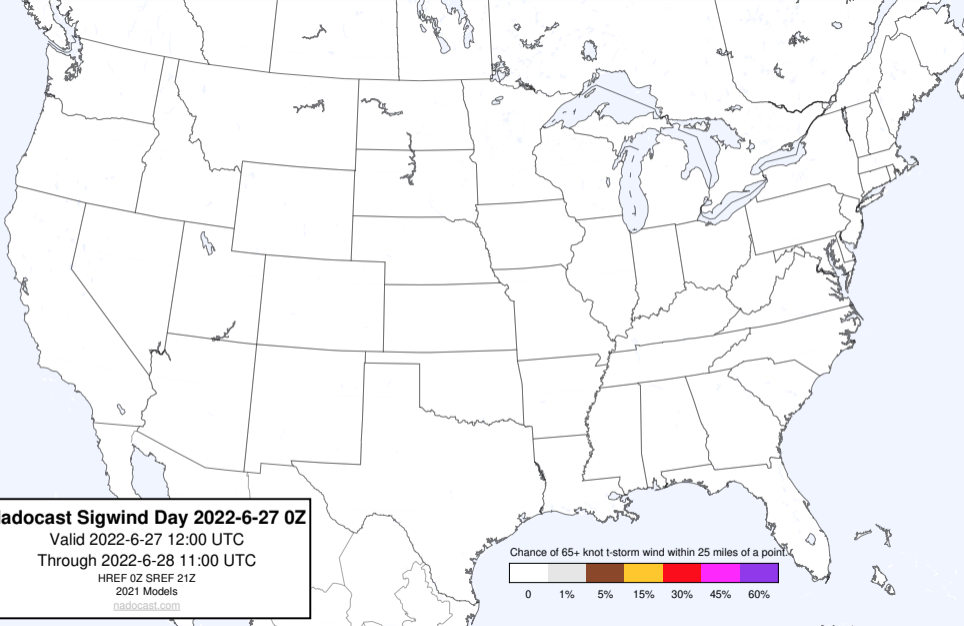 adocast Sigwind Day 2022-6-27 0Z
Valid 2022-6-27 12:00 UTC
Through 2022-6-28 11:00 UTC
HREF 0Z SREF 21Z
2021 Models
nadocast.com
Chance of 65+ knot t-storm wind within 25 miles of a point.
0 1% 5% 15% 30% 45% 60%